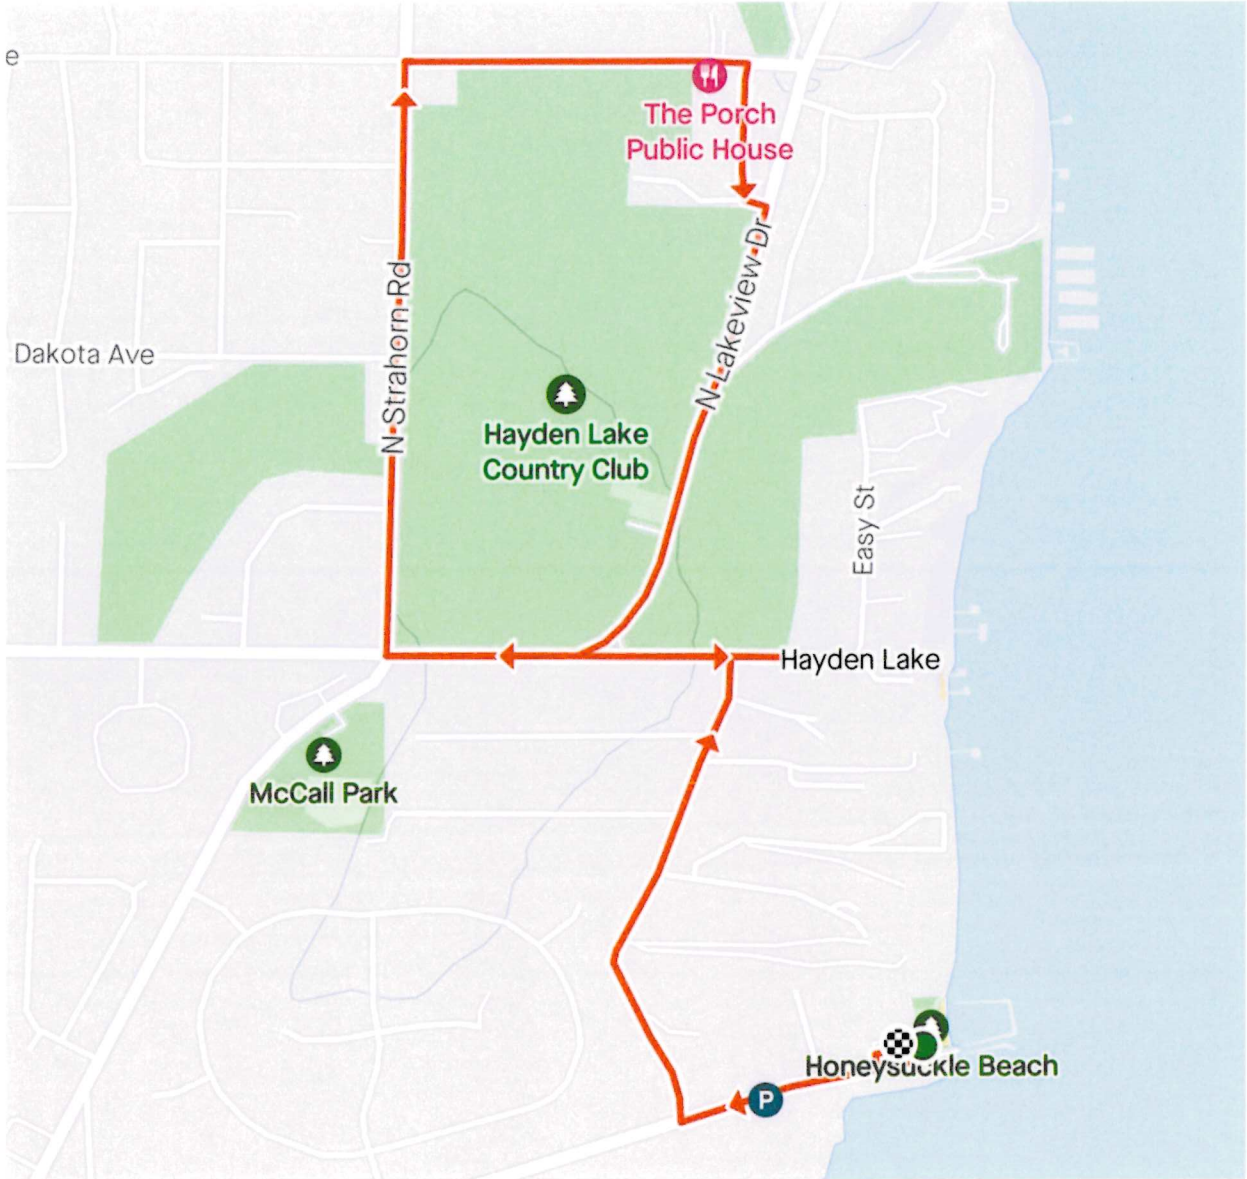 e
The Porch
Public House
N Lakeview Dr
N Strahorn Rd
Dakota Ave
Hayden Lake
Country Club
Easy St
Hayden Lake
McCall Park
Honeysuckle Beach
P